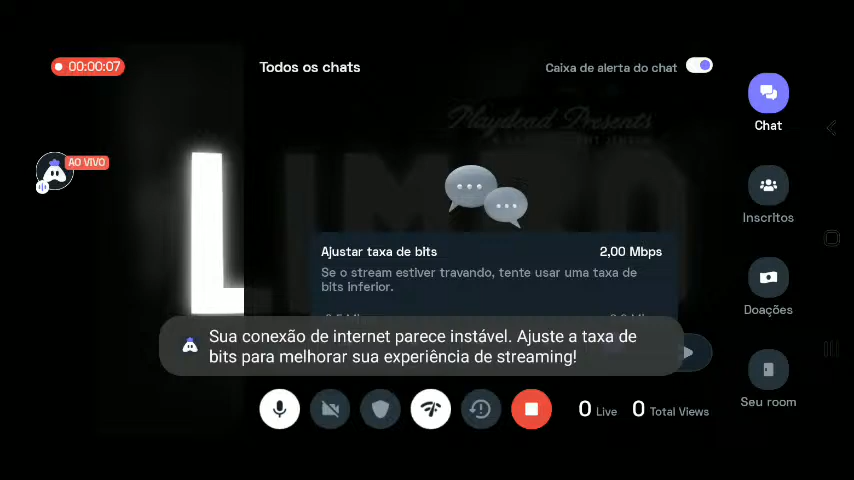 00:00:07
Todos os chats
Caixa de alerta do chat
Chat
AO VIVO
Playdead Presents
LIMBO
Inscritos
Ajustar taxa de bits
2,00 Mbps
Se o stream estiver travando, tente usar uma taxa de
bits inferior.
Doações
Sua conexão de internet parece instável. Ajuste a taxa de
bits para melhorar sua experiência de streaming!
0 Live
0 Total Views
Seu room